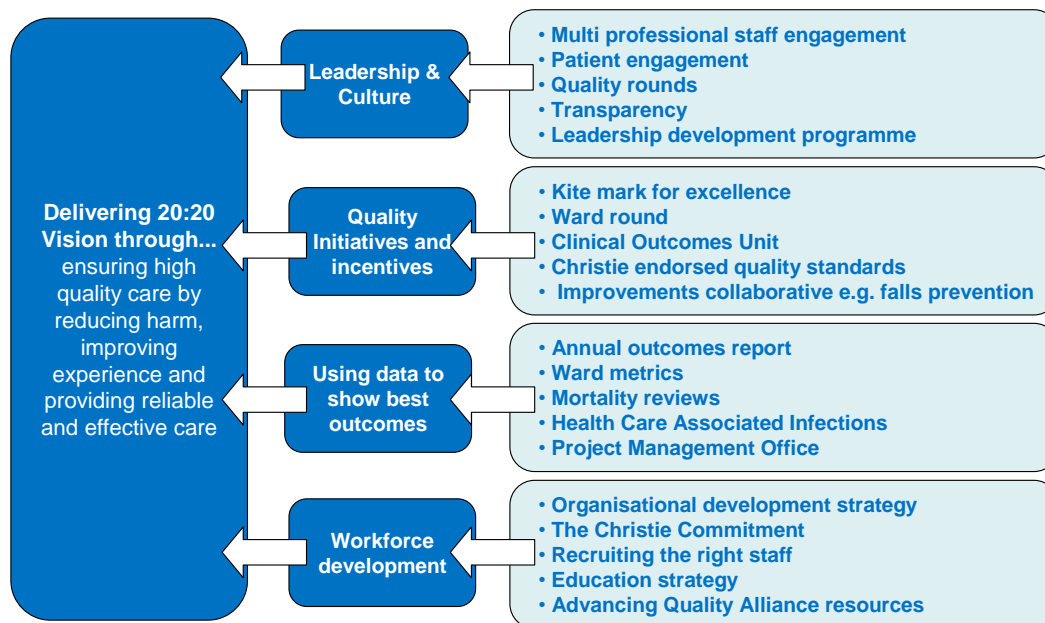 Delivering 20:20
Vision through...
ensuring high
quality care by
reducing harm,
improving
experience and
providing reliable
and effective care
Leadership &
Culture
• Multi professional staff engagement
• Patient engagement
• Quality rounds
• Transparency
• Leadership development programme
Quality
Initiatives and
incentives
• Kite mark for excellence
• Ward round
• Clinical Outcomes Unit
• Christie endorsed quality standards
• Improvements collaborative e.g. falls prevention
Using data to
show best
outcomes
• Annual outcomes report
• Ward metrics
• Mortality reviews
• Health Care Associated Infections
• Project Management Office
Workforce
development
• Organisational development strategy
• The Christie Commitment
• Recruiting the right staff
• Education strategy
• Advancing Quality Alliance resources